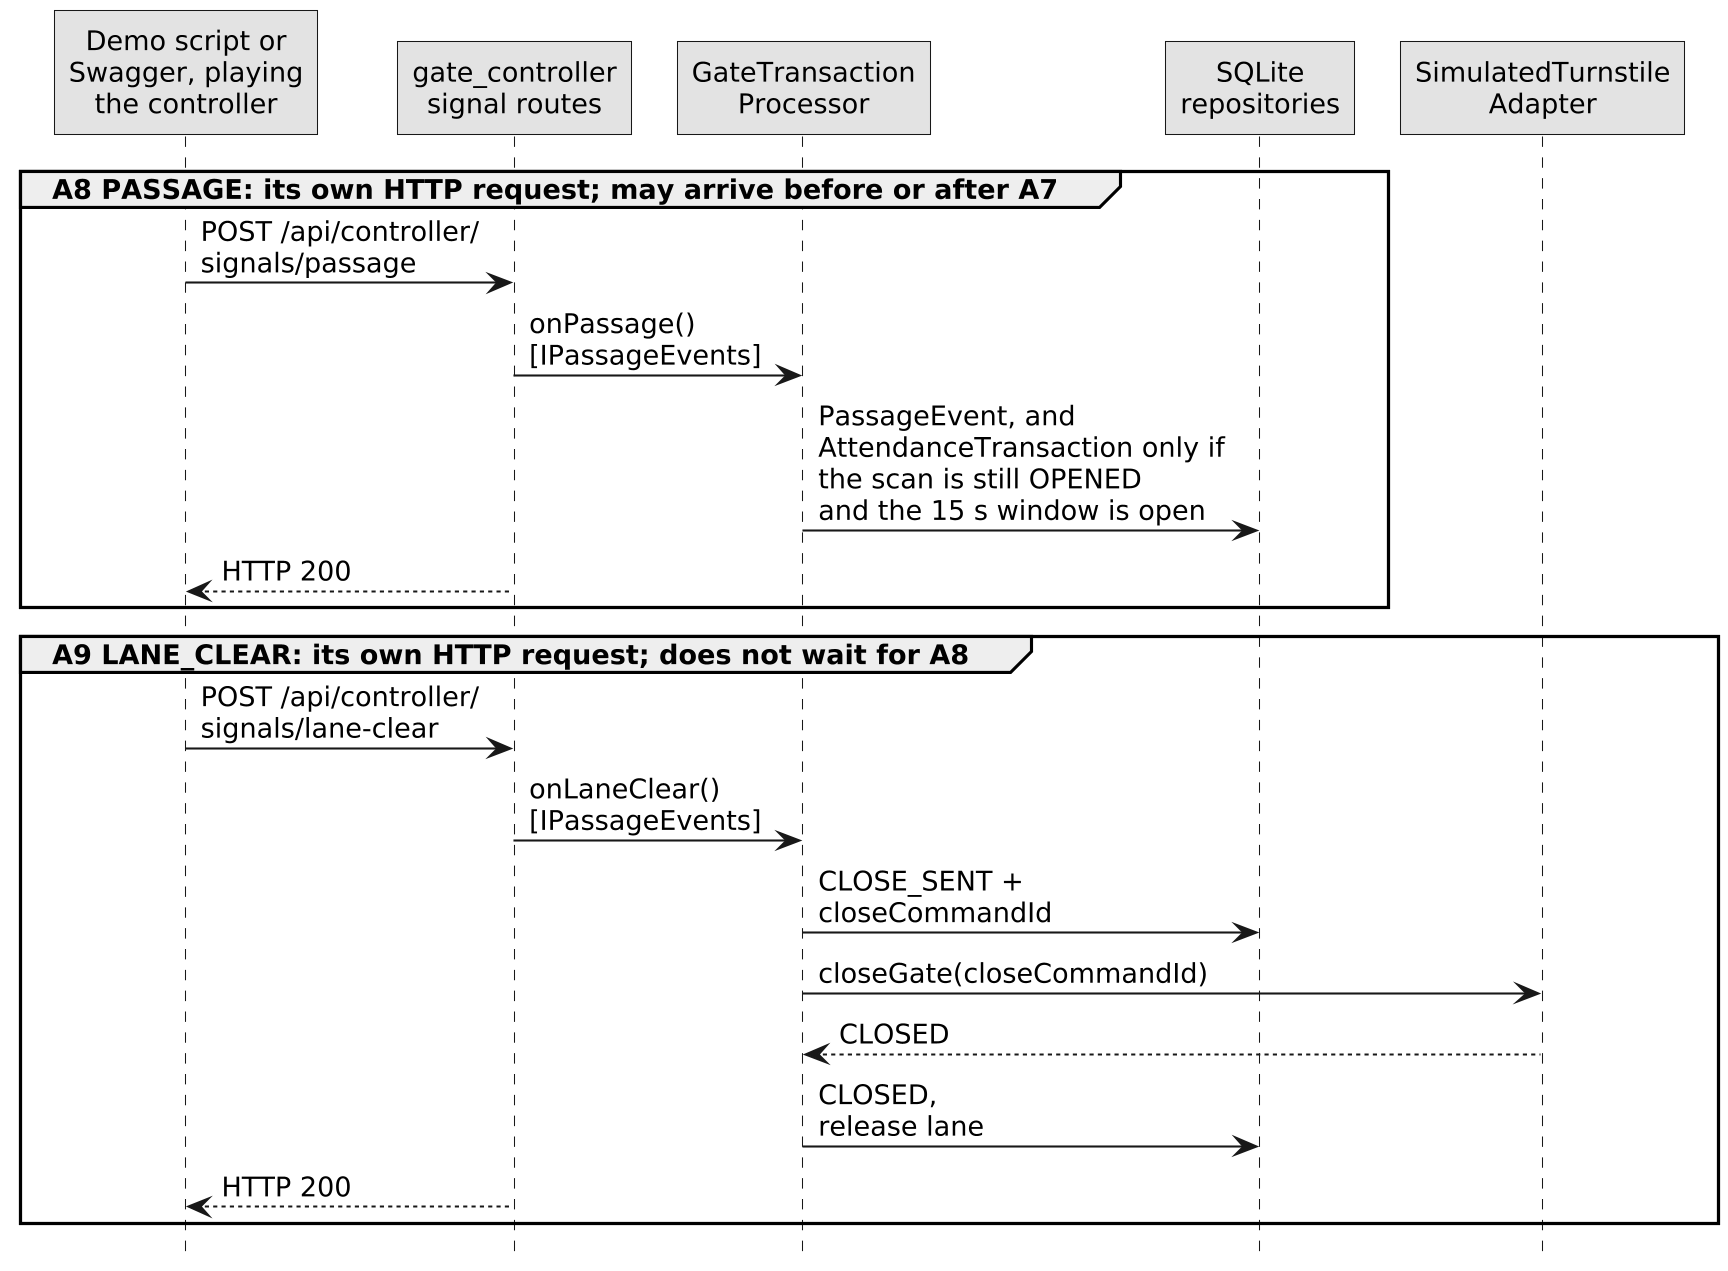 Demo script or
Swagger, playing
the controller
gate_controller
signal routes
GateTransaction
Processor
SQLite
repositories
SimulatedTurnstile
Adapter
A8 PASSAGE: its own HTTP request; may arrive before or after A7
POST /api/controller/
signals/passage
onPassage()
[IPassageEvents]
PassageEvent, and
AttendanceTransaction only if
the scan is still OPENED
and the 15 s window is open
HTTP 200
A9 LANE_CLEAR: its own HTTP request; does not wait for A8
POST /api/controller/
signals/lane-clear
onLaneClear()
[IPassageEvents]
CLOSE_SENT +
closeCommandId
closeGate(closeCommandId)
CLOSED
CLOSED,
release lane
HTTP 200